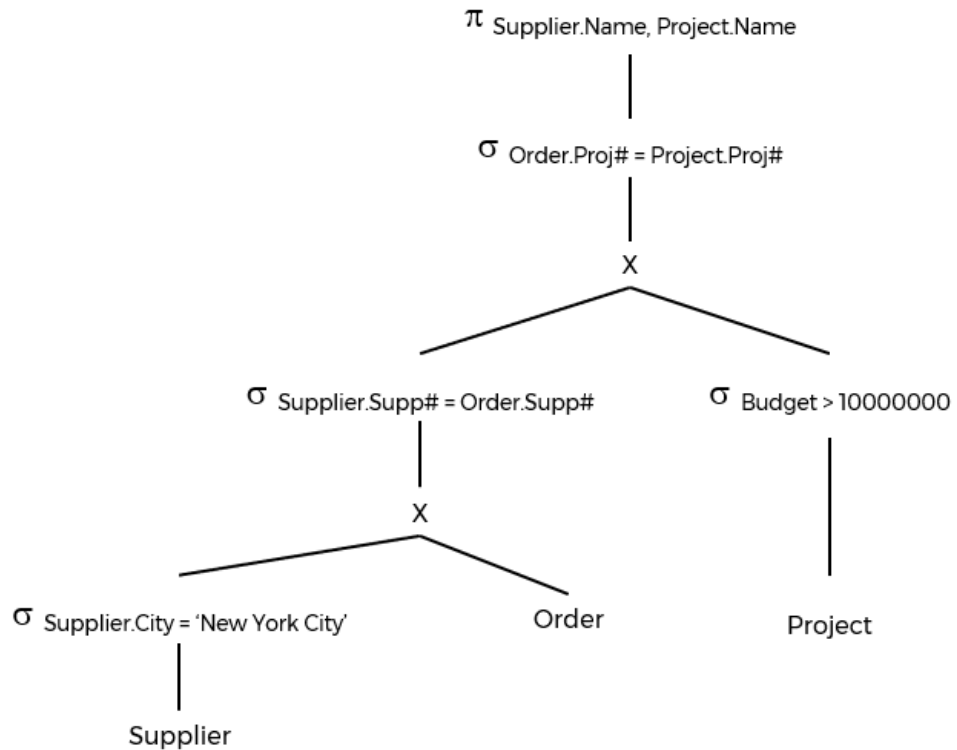 π Supplier.Name, Project.Name
σ Order.Proj# = Project.Proj#
X
σ Supplier.Supp# = Order.Supp#
σ Budget > 10000000
X
σ Supplier.City = ‘New York City’
Order
Project
Supplier